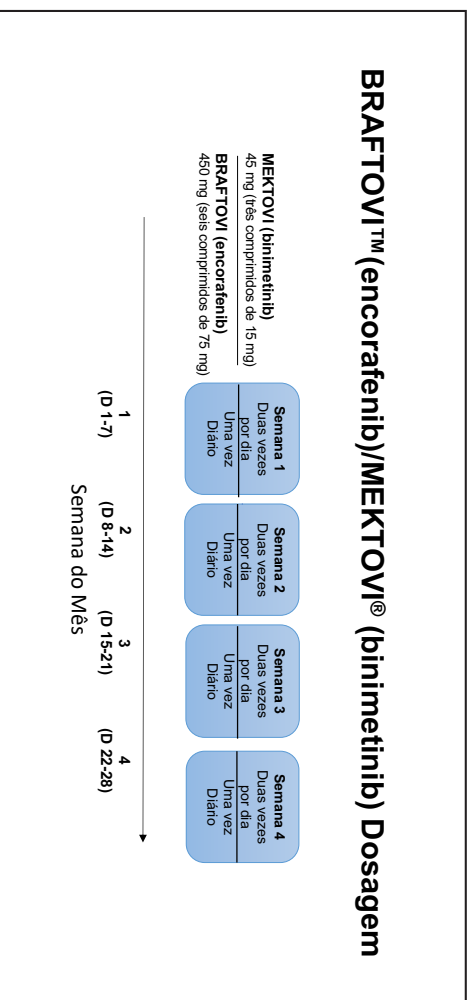 BRAFTOVI™ (encorafenib)/MEKTOVI® (binimetinib) Dosagem
MEKTOVI (binimetinib)
45 mg (três comprimidos de 15 mg)
BRAFTOVI (encorafenib)
450 mg (seis comprimidos de 75 mg)
Semana 1
Duas vezes
por dia
Uma vez
Diário
Semana 2
Duas vezes
por dia
Uma vez
Diário
Semana 3
Duas vezes
por dia
Uma vez
Diário
Semana 4
Duas vezes
por dia
Uma vez
Diário
1
(D 1-7)
2
(D 8-14)
3
(D 15-21)
4
(D 22-28)
Semana do Mês